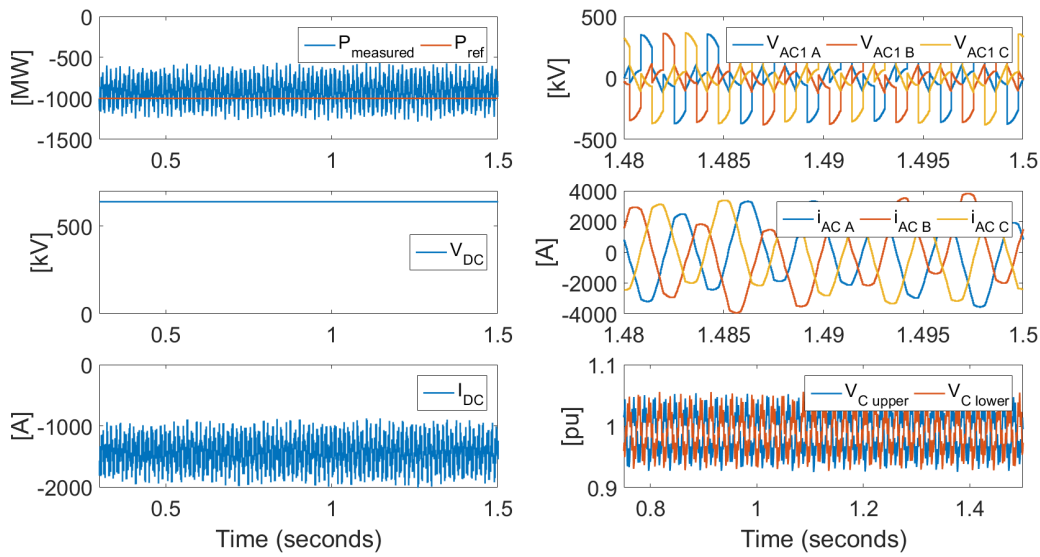 0
-500
-1000
-1500
[MW]
P measured
P ref
0.5
1
1.5
500
0
-500
[kV]
V AC1 A
V AC1 B
V AC1 C
1.48
1.485
1.49
1.495
1.5
500
0
[kV]
V DC
0.5
1
1.5
4000
2000
0
-2000
-4000
[A]
i AC A
i AC B
i AC C
1.48
1.485
1.49
1.495
1.5
0
-1000
-2000
[A]
I DC
0.5
1
1.5
Time (seconds)
1.1
1
0.9
[pu]
V C upper
V C lower
0.8
1
1.2
1.4
Time (seconds)